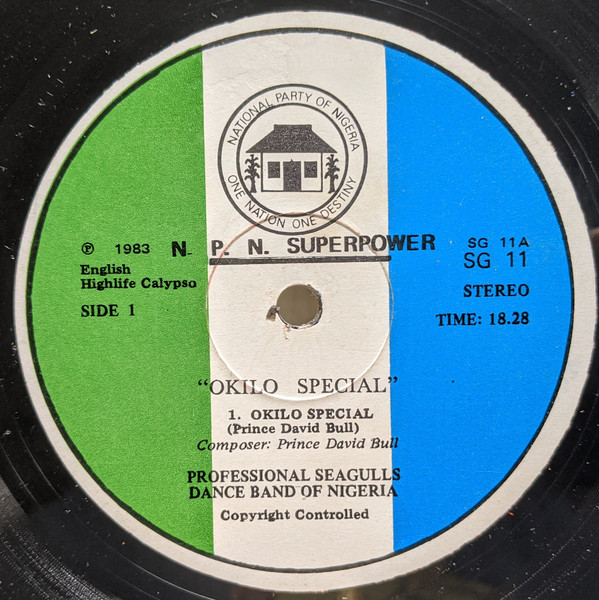 NATIONAL PARTY OF NIGERIA
ONE NATION ONE DESTINY
℗ 1983 N. P. N. SUPERPOWER SG 11A
SG 11
English
Highlife Calypso
STEREO
SIDE 1
TIME: 18.28
"OKILO SPECIAL"
1. OKILO SPECIAL
(Prince David Bull)
Composer: Prince David Bull
PROFESSIONAL SEAGULLS
DANCE BAND OF NIGERIA
Copyright Controlled